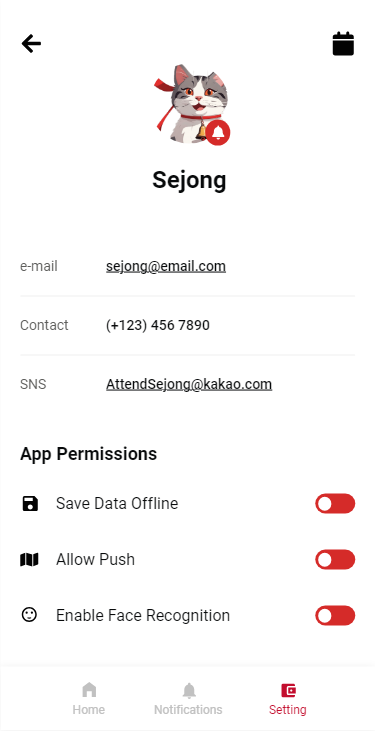 Sejong
e-mail sejong@email.com
Contact (+123) 456 7890
SNS AttendSejong@kakao.com
App Permissions
Save Data Offline
Allow Push
Enable Face Recognition
Home Notifications Setting